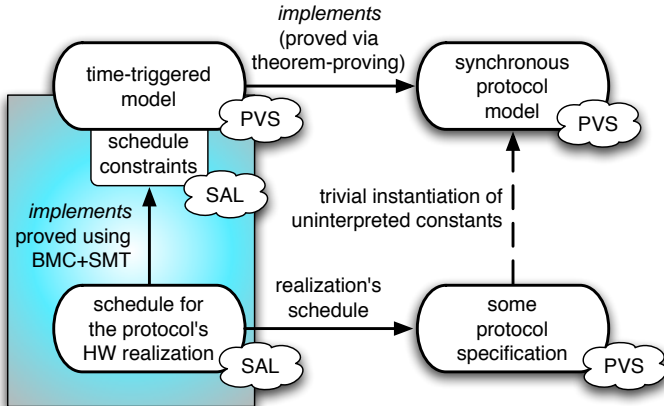 implements
(proved via
theorem-proving)
time-triggered
model
PVS
synchronous
protocol
model
PVS
schedule
constraints
SAL
implements
proved using
BMC+SMT
trivial instantiation of
uninterpreted constants
schedule for
the protocol's
HW realization
SAL
realization's
schedule
some
protocol
specification
PVS